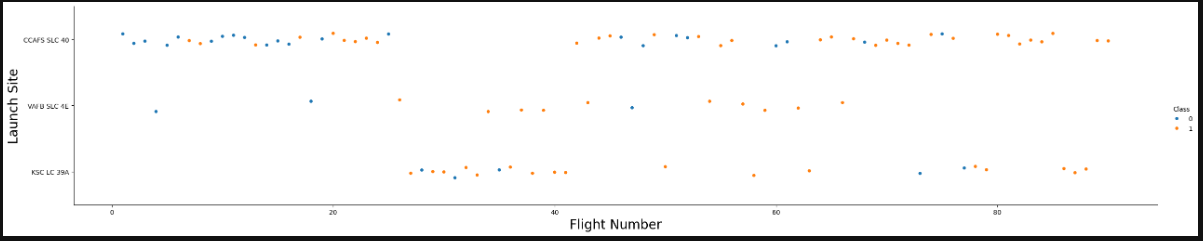 Launch Site
CCAFS SLC 40
VAFB SLC 4E
KSC LC 39A
0 20 40 60 80
Flight Number
Class
0
1